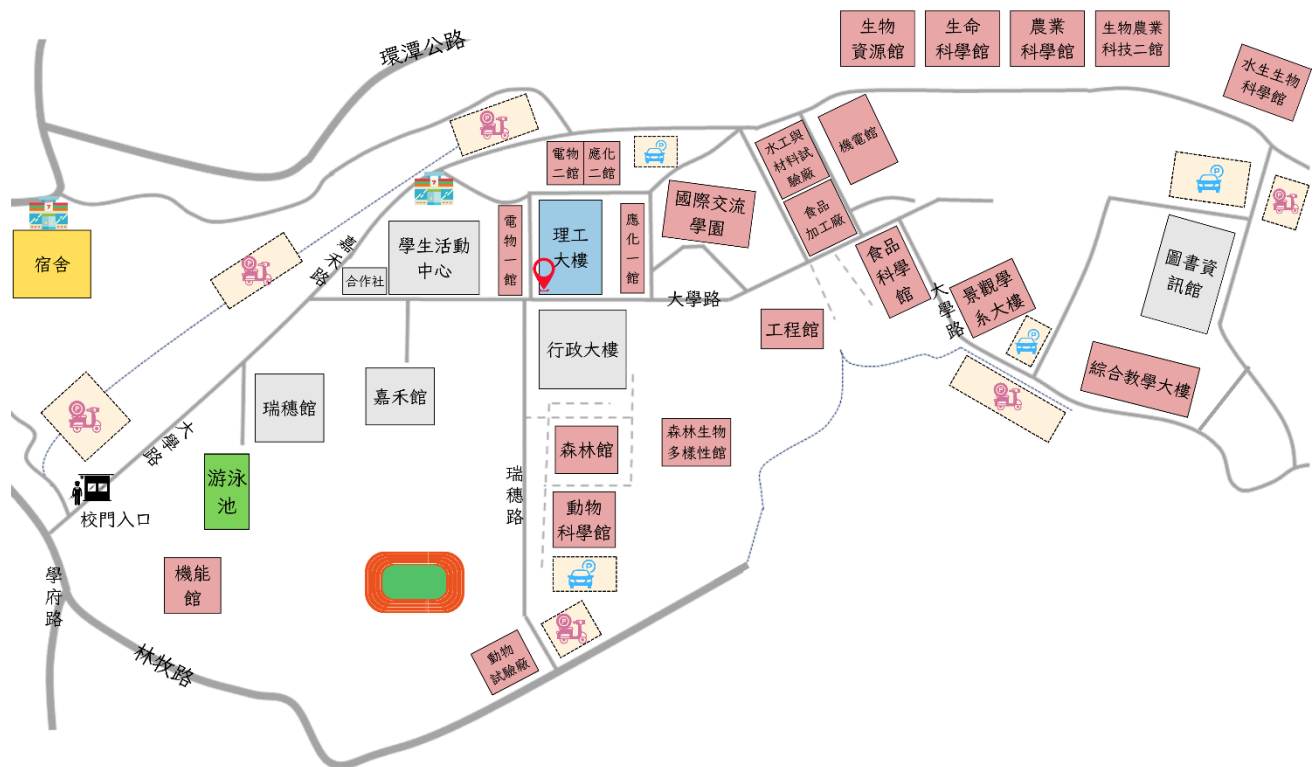 環潭公路
生物
資源館
生命
科學館
農業
科學館
生物農業
科技二館
水生生物
科學館
電物
二館
應化
二館
P
水工與
材料試
驗廠
機電館
食品
加工廠
國際交流
學園
7
7
宿舍
嘉禾路
合作社
學生活動
中心
電物一館
理工
大樓
應化一館
大學路
食品
科學館
大學路
景觀學
系大樓
圖書資
訊館
P
P
P
工程館
行政大樓
綜合教學大樓
P
P
P
P
P
瑞穗館
嘉禾館
大學路
森林館
森林生物
多樣性館
游泳
池
瑞穗路
校門入口
動物
科學館
P
機能
館
學府路
林牧路
P
動物
試驗廠